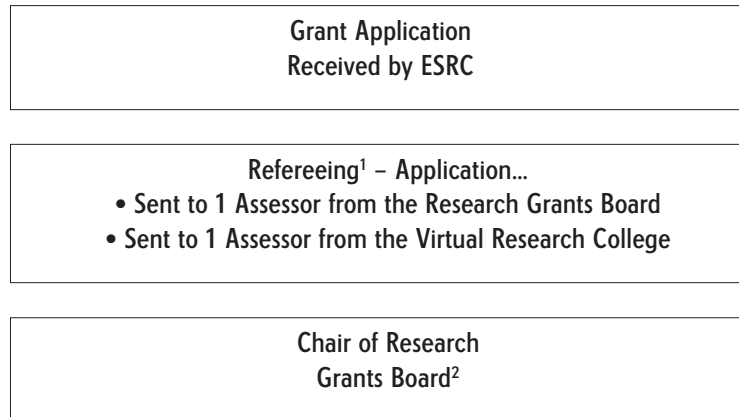 Grant Application
Received by ESRC
Refereeing¹ – Application...
• Sent to 1 Assessor from the Research Grants Board
• Sent to 1 Assessor from the Virtual Research College
Chair of Research
Grants Board²